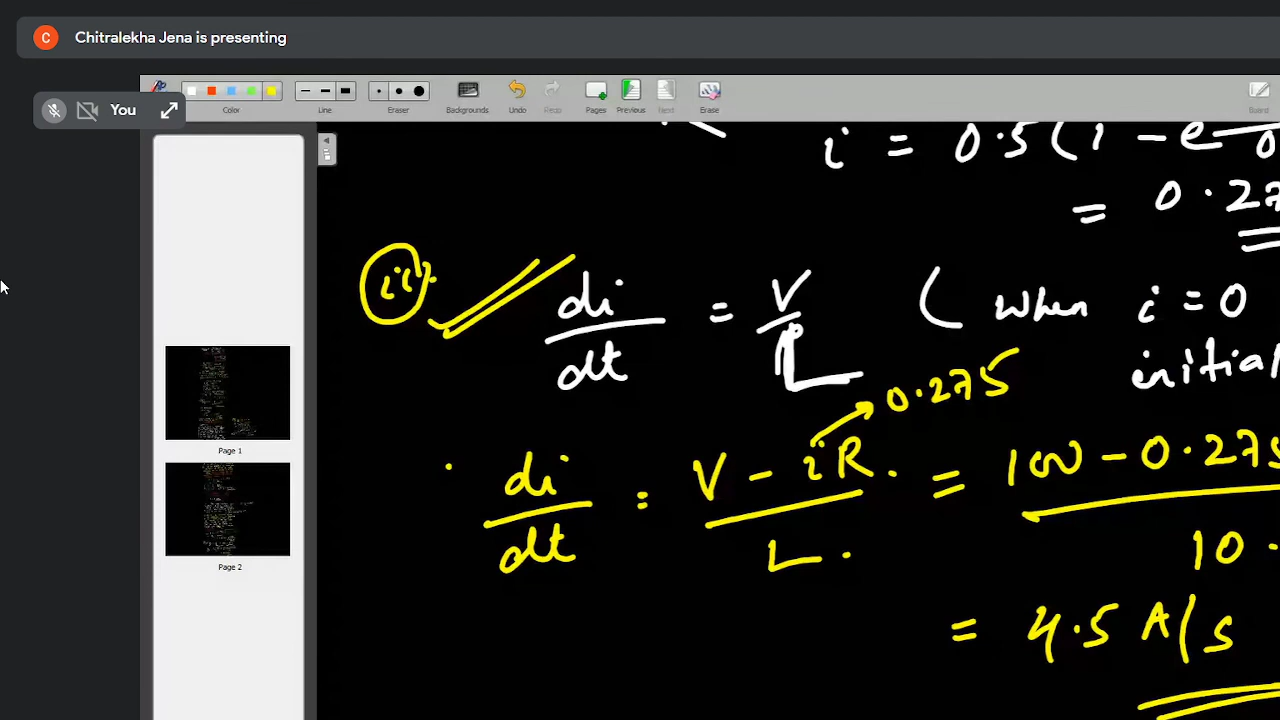 C Chitralekha Jena is presenting
You
Color Line Eraser Backgrounds Undo Redo Pages Previous Next Erase Board
i = 0.5(1 - e
= 0.27
ii)
di/dt = V/L (when i = 0
initial
0.275
di/dt = V - iR / L = 100 - 0.275 / 10
= 4.5 A/s
Page 1
Page 2